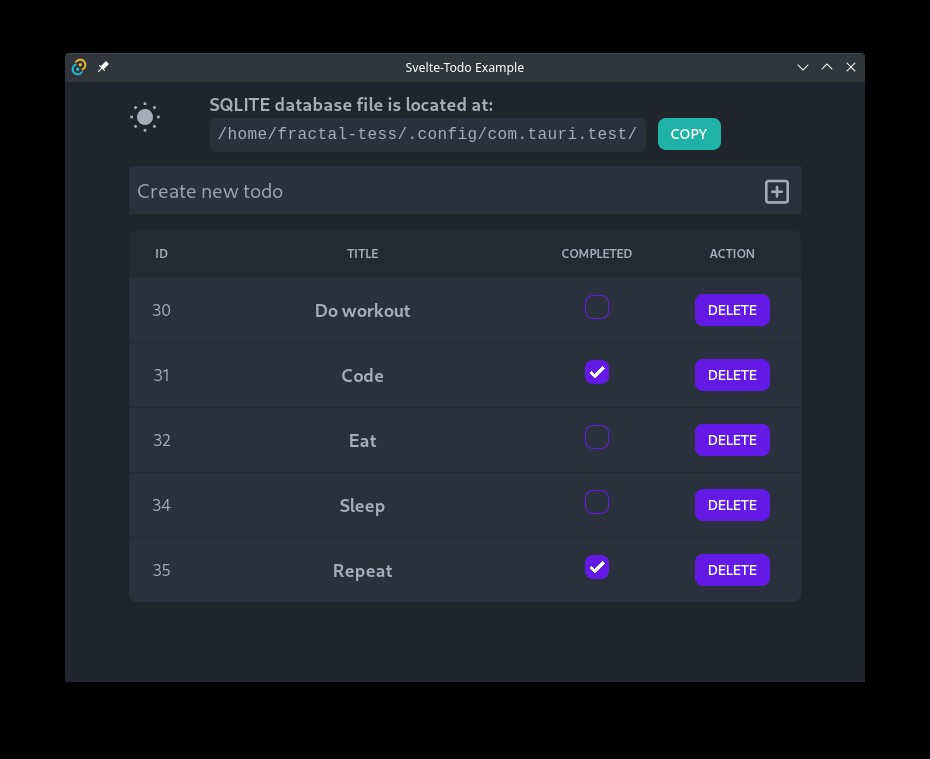 Svelte-Todo Example
SQLITE database file is located at:
/home/fractal-tess/.config/com.tauri.test/ COPY
Create new todo
ID TITLE COMPLETED ACTION
30 Do workout DELETE
31 Code DELETE
32 Eat DELETE
34 Sleep DELETE
35 Repeat DELETE